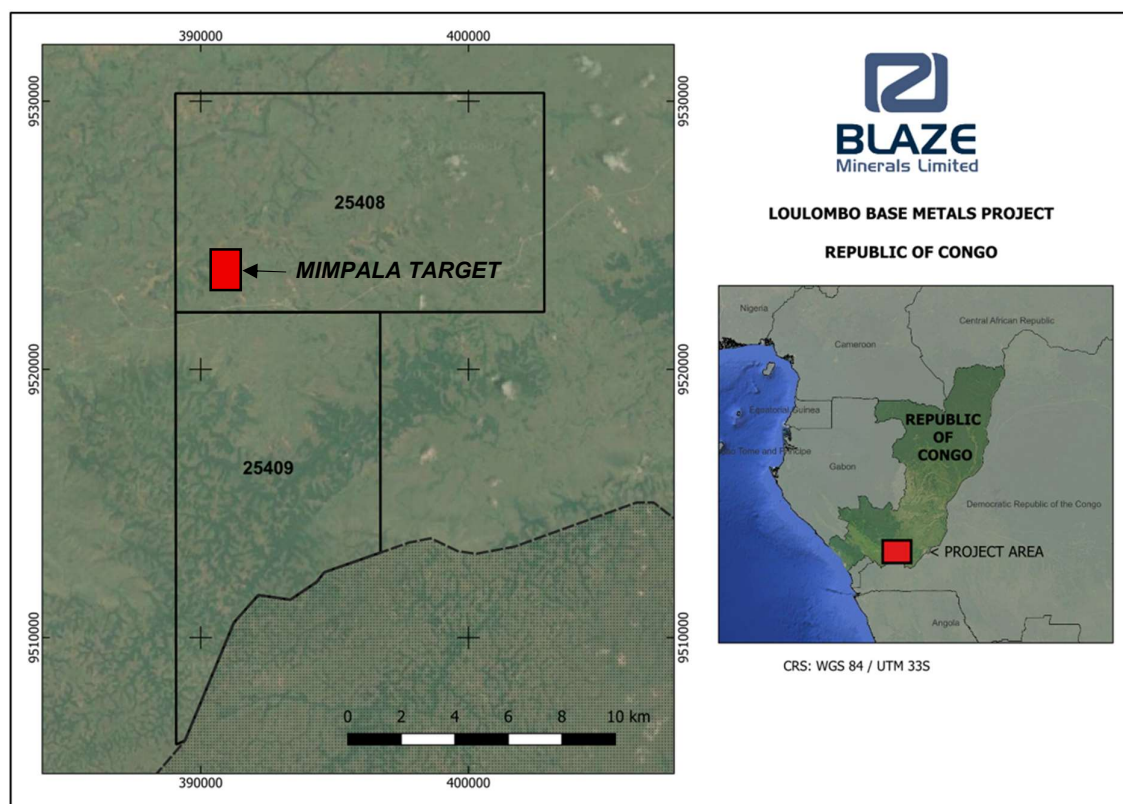 390000
400000
9530000
9530000
25408
MIMPALA TARGET
9520000
9520000
25409
9510000
9510000
0 2 4 6 8 10 km
390000
400000
BLAZE
Minerals Limited
LOULOMBO BASE METALS PROJECT
REPUBLIC OF CONGO
Nigeria
Central African Republic
Cameroon
Equatorial Guinea
REPUBLIC
OF
CONGO
Tome and Principe
Gabon
Democratic Republic of the Congo
< PROJECT AREA
Angola
CRS: WGS 84 / UTM 33S